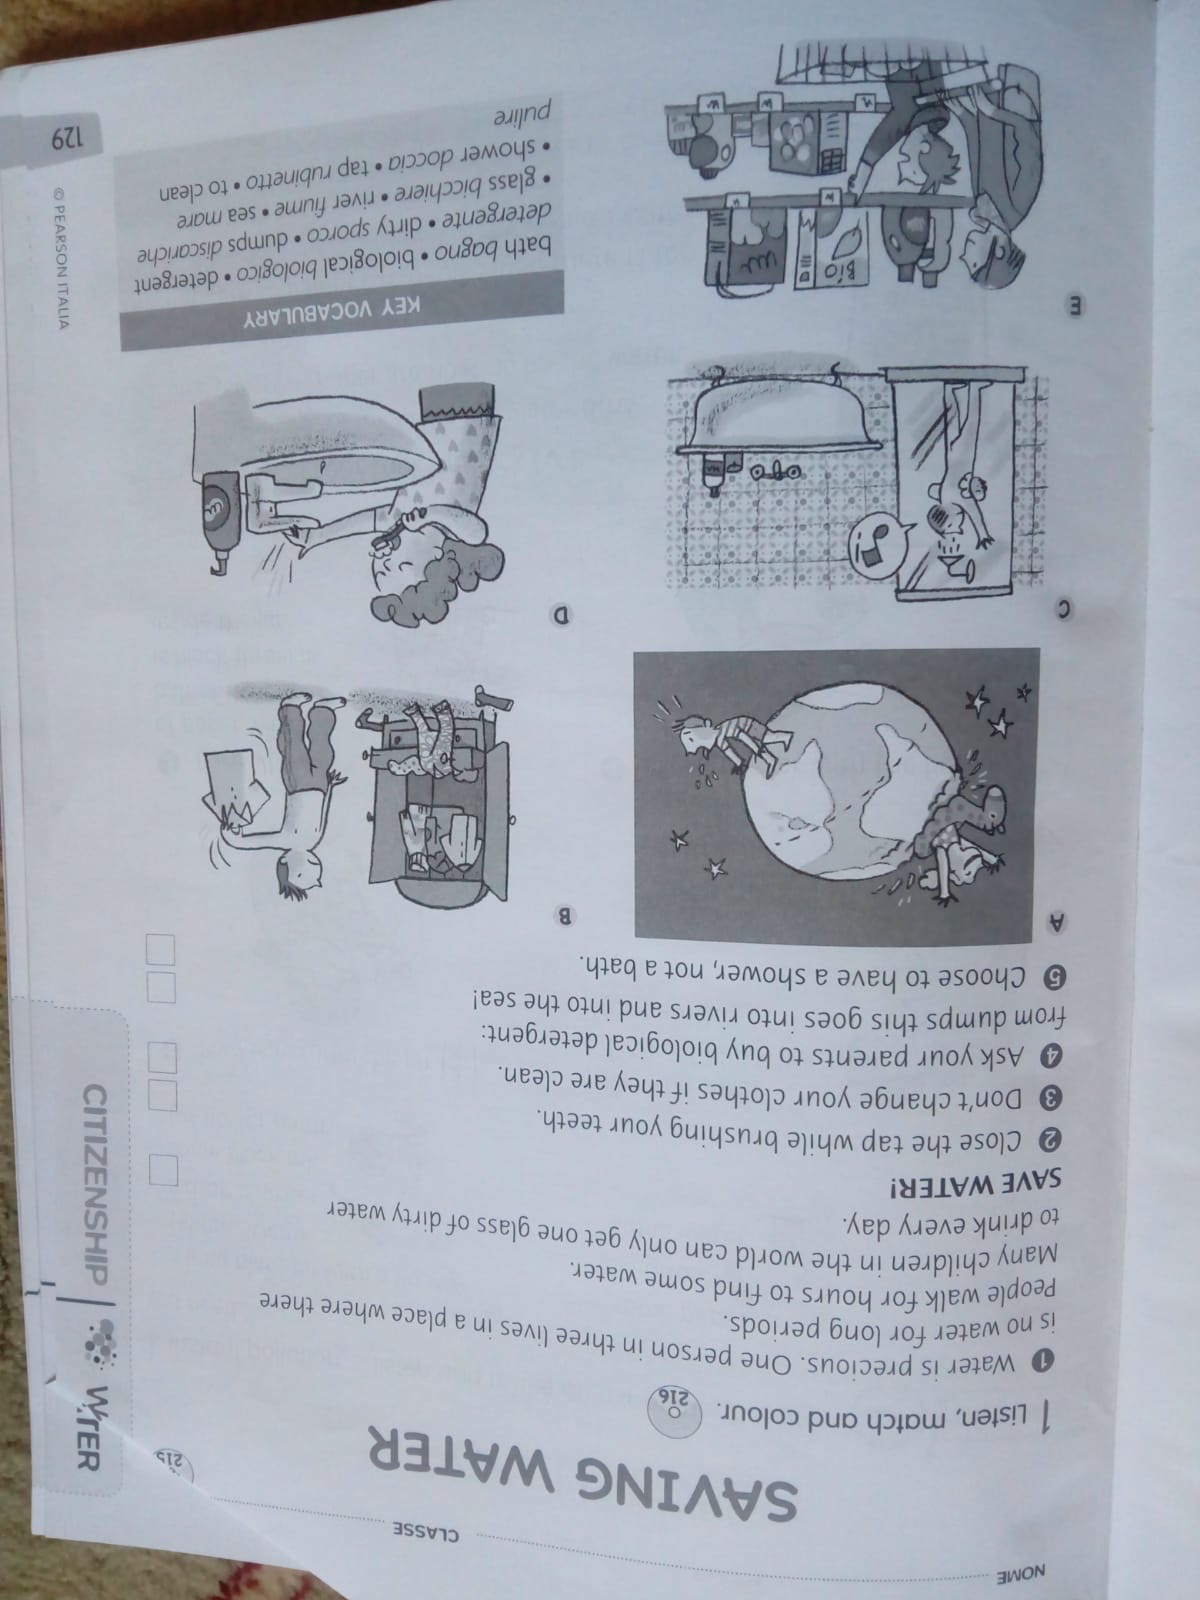 NOME CLASSE
SAVING WATER
215
WATER
CITIZENSHIP
1 Listen, match and colour. 216
1 Water is precious. One person in three lives in a place where there
is no water for long periods.
People walk for hours to find some water.
Many children in the world can only get one glass of dirty water
to drink every day.
SAVE WATER!
2 Close the tap while brushing your teeth.
3 Don't change your clothes if they are clean.
4 Ask your parents to buy biological detergent:
from dumps this goes into rivers and into the sea!
5 Choose to have a shower, not a bath.
A
B
C
D
E
BIO
KEY VOCABULARY
bath bagno • biological biologico • detergent
detergente • dirty sporco • dumps discariche
• glass bicchiere • river fiume • sea mare
• shower doccia • tap rubinetto • to clean
pulire
© PEARSON ITALIA
129